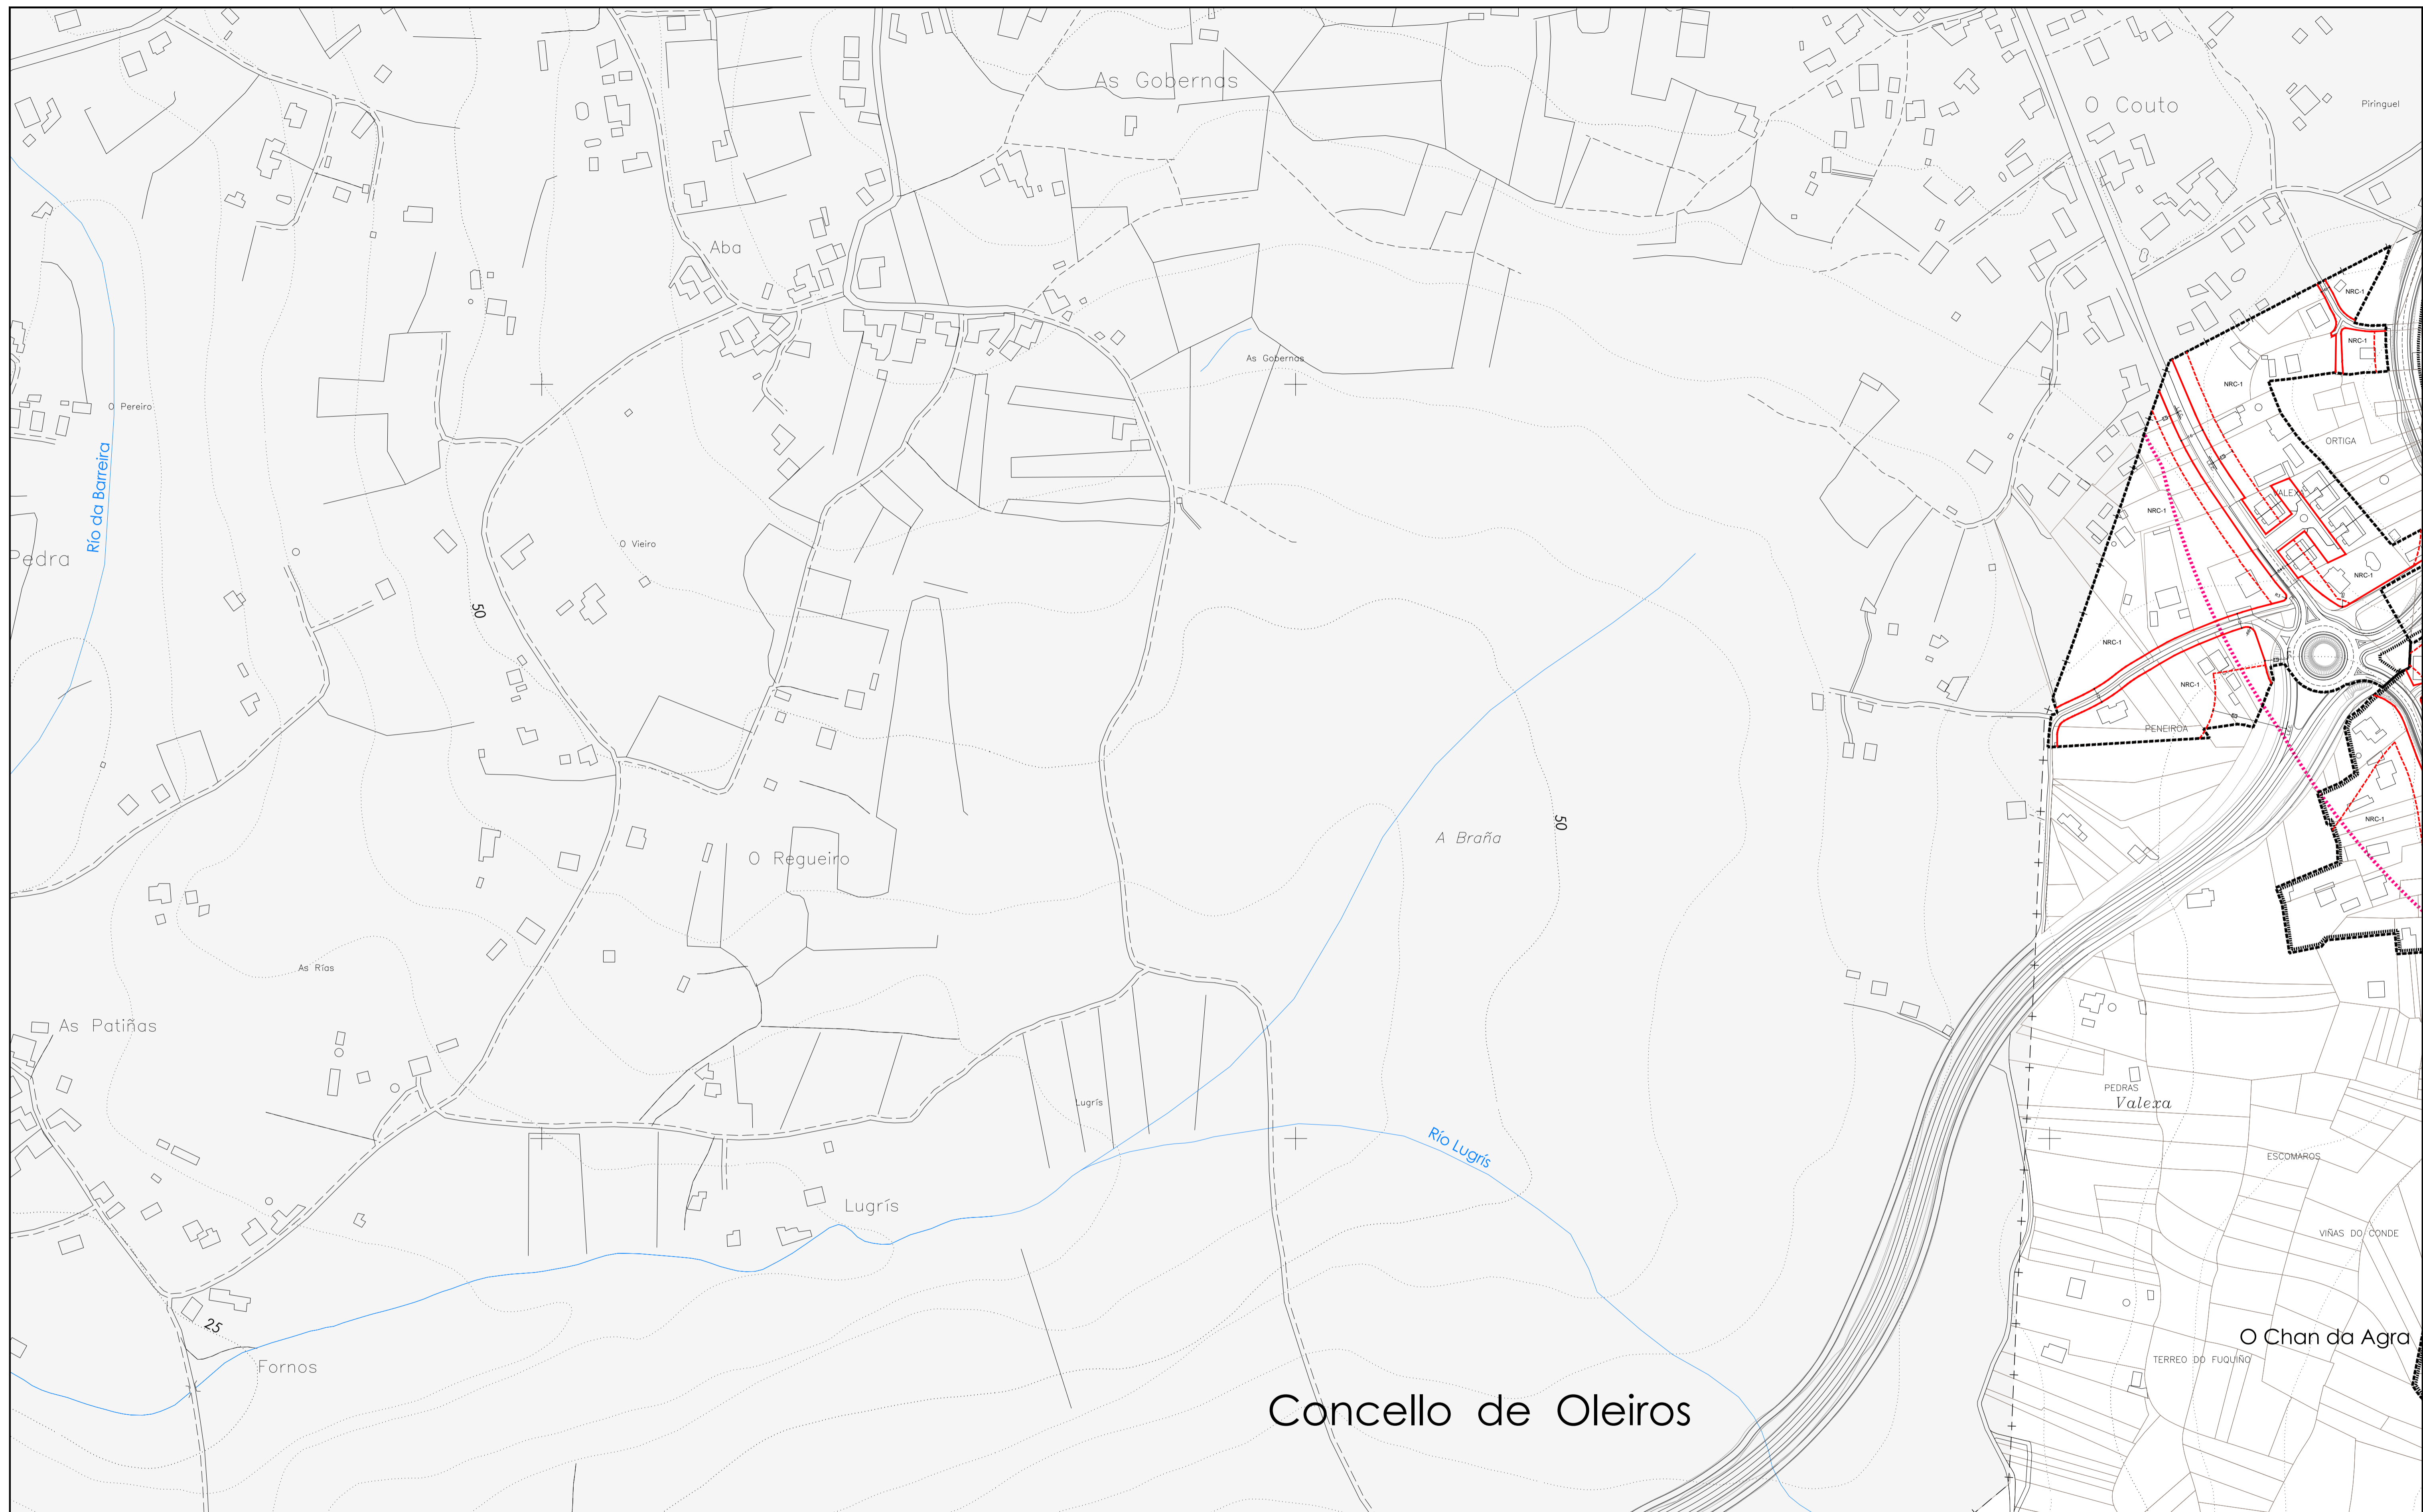 As Gobernas
O Couto
Piringuel
Aba
NRC-1
NRC-1
As Gobernas
NRC-1
O Pereiro
ORTIGA
Río da Barreira
VALEXA
NRC-1
O Vieiro
Pedra
NRC-1
50
NRC-1
NRC-1
PENEIROA
50
NRC-1
A Braña
O Regueiro
As Rías
As Patiñas
PEDRAS
Valexa
Lugrís
Río Lugrís
ESCOMAROS
Lugrís
VIÑAS DO CONDE
25
O Chan da Agra
TERREO DO FUQUIÑO
Fornos
Concello de Oleiros